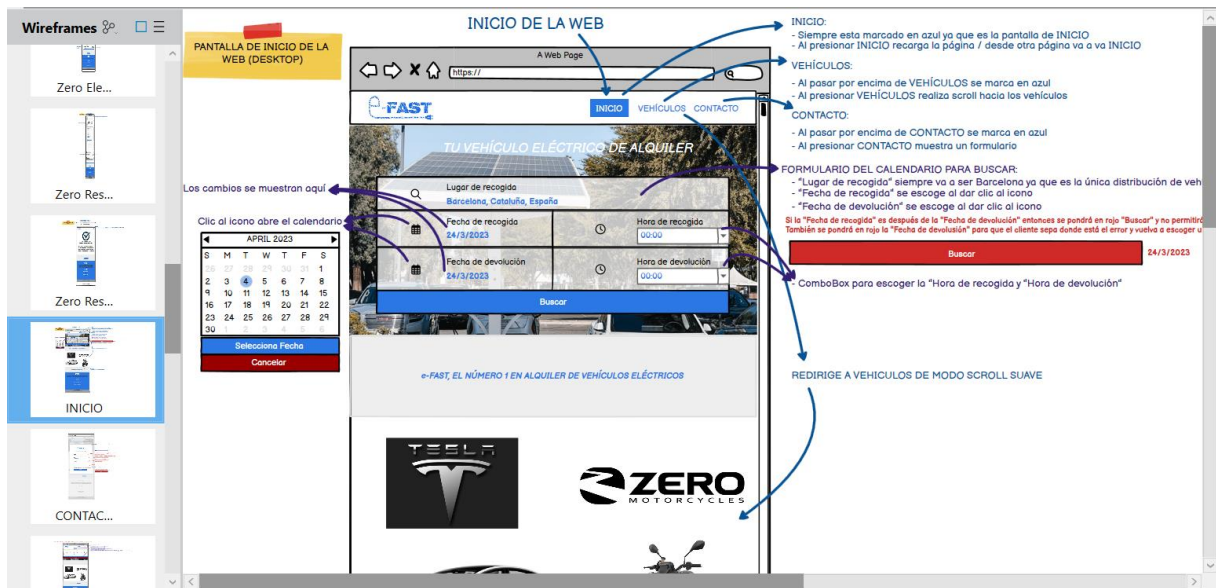 Wireframes
Zero Ele...
Zero Res...
Zero Res...
INICIO
CONTAC...
PANTALLA DE INICIO DE LA
WEB (DESKTOP)
INICIO DE LA WEB
A Web Page
https://
e-FAST
INICIO
VEHÍCULOS
CONTACTO
TU VEHÍCULO ELÉCTRICO DE ALQUILER
Lugar de recogida
Barcelona, Cataluña, España
Fecha de recogida
24/3/2023
Hora de recogida
00:00
Fecha de devolución
24/3/2023
Hora de devolución
00:00
Buscar
e-FAST, EL NÚMERO 1 EN ALQUILER DE VEHÍCULOS ELÉCTRICOS
TESLA
ZERO
MOTORCYCLES
Los cambios se muestran aquí
Clic al icono abre el calendario
APRIL 2023
S M T W T F S
26 27 28 29 30 31 1
2 3 4 5 6 7 8
9 10 11 12 13 14 15
16 17 18 19 20 21 22
23 24 25 26 27 28 29
30 1 2 3 4 5 6
Selecciona Fecha
Cancelar
INICIO:
- Siempre esta marcado en azul ya que es la pantalla de INICIO
- Al presionar INICIO recarga la página / desde otra página va a va INICIO
VEHÍCULOS:
- Al pasar por encima de VEHÍCULOS se marca en azul
- Al presionar VEHÍCULOS realiza scroll hacia los vehículos
CONTACTO:
- Al pasar por encima de CONTACTO se marca en azul
- Al presionar CONTACTO muestra un formulario
FORMULARIO DEL CALENDARIO PARA BUSCAR:
- "Lugar de recogida" siempre va a ser Barcelona ya que es la única distribución de veh
- "Fecha de recogida" se escoge al dar clic al icono
- "Fecha de devolución" se escoge al dar clic al icono
Si la "Fecha de recogida" es después de la "Fecha de devolución" entonces se pondrá en rojo "Buscar" y no permitirá
También se pondrá en rojo la "Fecha de devolusión" para que el cliente sepa donde está el error y vuelva a escoger u
Buscar
24/3/2023
- ComboBox para escoger la "Hora de recogida y "Hora de devolución"
REDIRIGE A VEHICULOS DE MODO SCROLL SUAVE